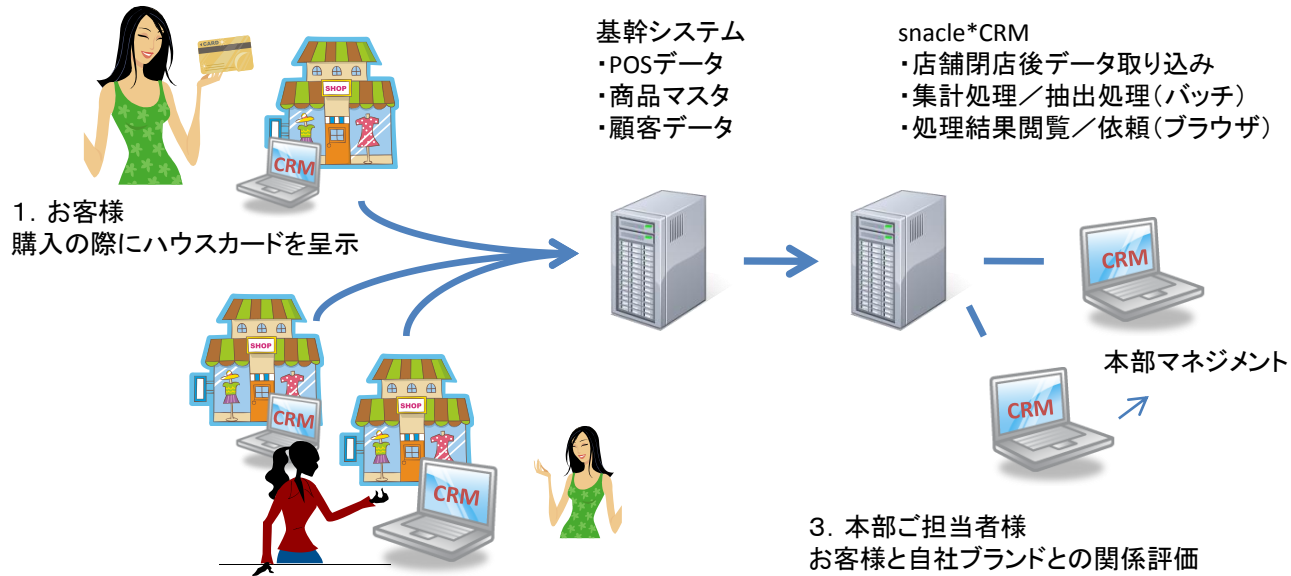 CARD
SHOP
CRM
1．お客様
購入の際にハウスカードを呈示
基幹システム
・POSデータ
・商品マスタ
・顧客データ
snacle*CRM
・店舗閉店後データ取り込み
・集計処理／抽出処理（バッチ）
・処理結果閲覧／依頼（ブラウザ）
SHOP
CRM
SHOP
CRM
CRM
本部マネジメント
CRM
3．本部ご担当者様
お客様と自社ブランドとの関係評価